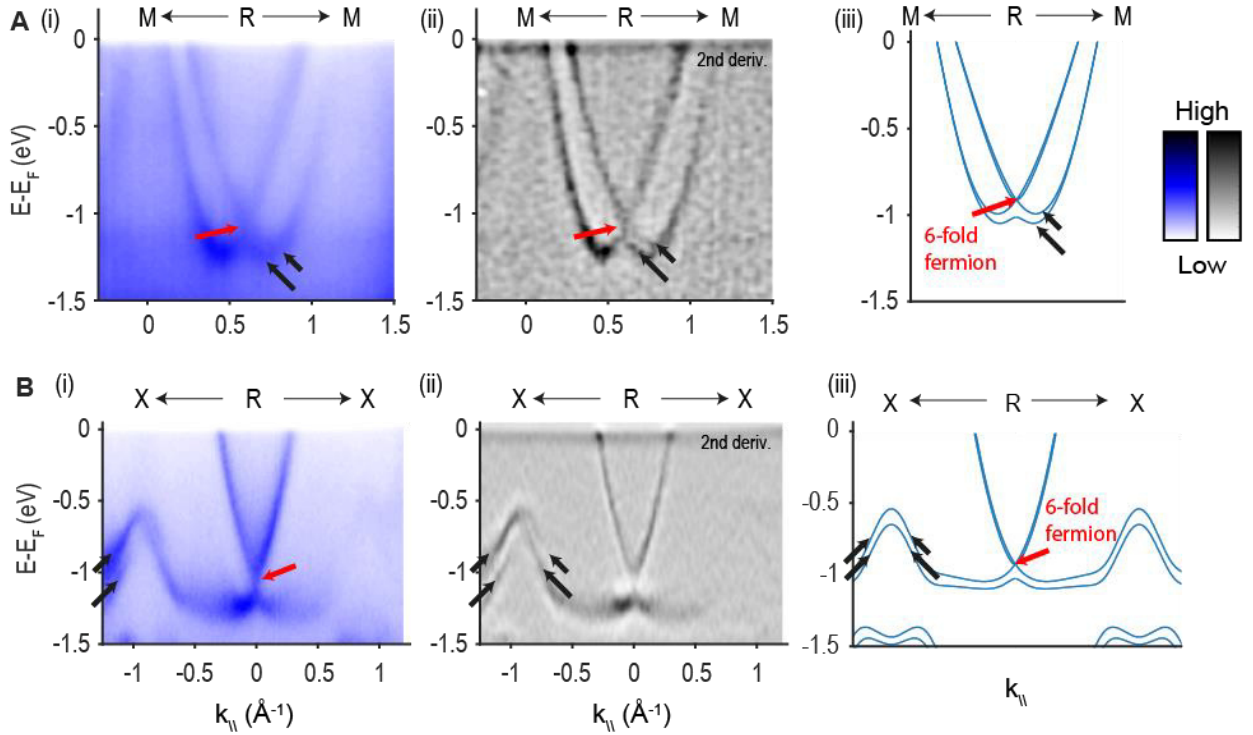 A (i) M R M (ii) M R M (iii) M R M
0 0 0
2nd deriv.
High
-0.5 -0.5 -0.5
E-E_F (eV)
-1 -1 -1
6-fold
fermion
Low
-1.5 -1.5 -1.5
0 0.5 1 1.5 0 0.5 1 1.5
B (i) X R X (ii) X R X (iii) X R X
0 0 0
2nd deriv.
-0.5 -0.5 -0.5
6-fold
fermion
E-E_F (eV)
-1 -1 -1
-1.5 -1.5 -1.5
-1 -0.5 0 0.5 1 -1 -0.5 0 0.5 1
k_\\ (Å⁻¹) k_\\ (Å⁻¹) k_\\